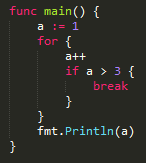 func main() {
    a := 1
    for {
        a++
        if a > 3 {
            break
        }
    }
    fmt.Println(a)
}